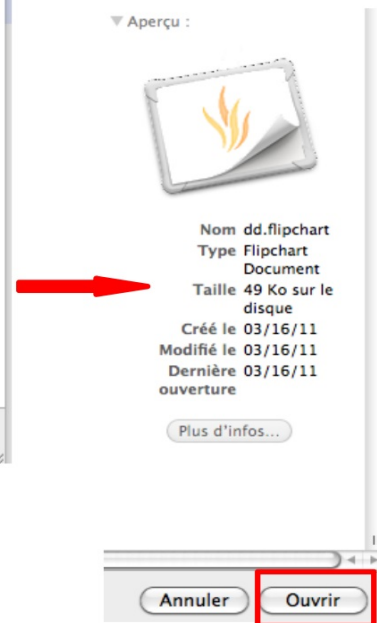 Aperçu :
Nom dd.flipchart
Type Flipchart
Document
Taille 49 Ko sur le
disque
Créé le 03/16/11
Modifié le 03/16/11
Dernière 03/16/11
ouverture
Plus d'infos...
Annuler Ouvrir